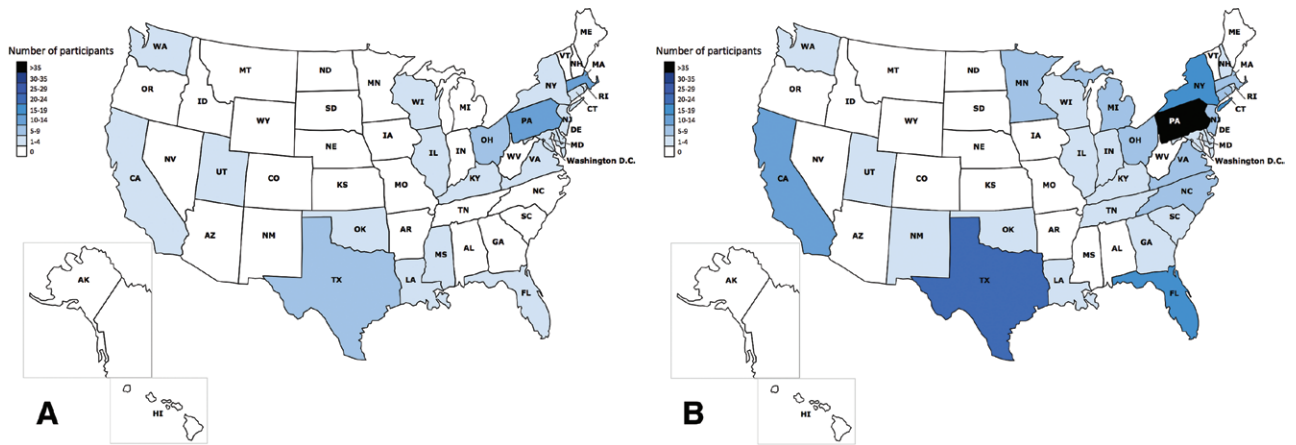 Number of participants
>35
30-35
25-29
20-24
15-19
10-14
5-9
1-4
0
WA
OR
CA
NV
ID
MT
WY
UT
AZ
CO
NM
ND
SD
NE
KS
OK
TX
MN
IA
MO
AR
LA
WI
IL
MS
MI
IN
KY
TN
AL
OH
WV
GA
FL
SC
NC
VA
PA
NY
VT
NH
ME
MA
RI
CT
NJ
DE
MD
Washington D.C.
AK
HI
A
Number of participants
>35
30-35
25-29
20-24
15-19
10-14
5-9
1-4
0
WA
OR
CA
NV
ID
MT
WY
UT
AZ
CO
NM
ND
SD
NE
KS
OK
TX
MN
IA
MO
AR
LA
WI
IL
MS
MI
IN
KY
TN
AL
OH
WV
GA
FL
SC
NC
VA
PA
NY
VT
NH
ME
MA
RI
CT
NJ
DE
MD
Washington D.C.
AK
HI
B